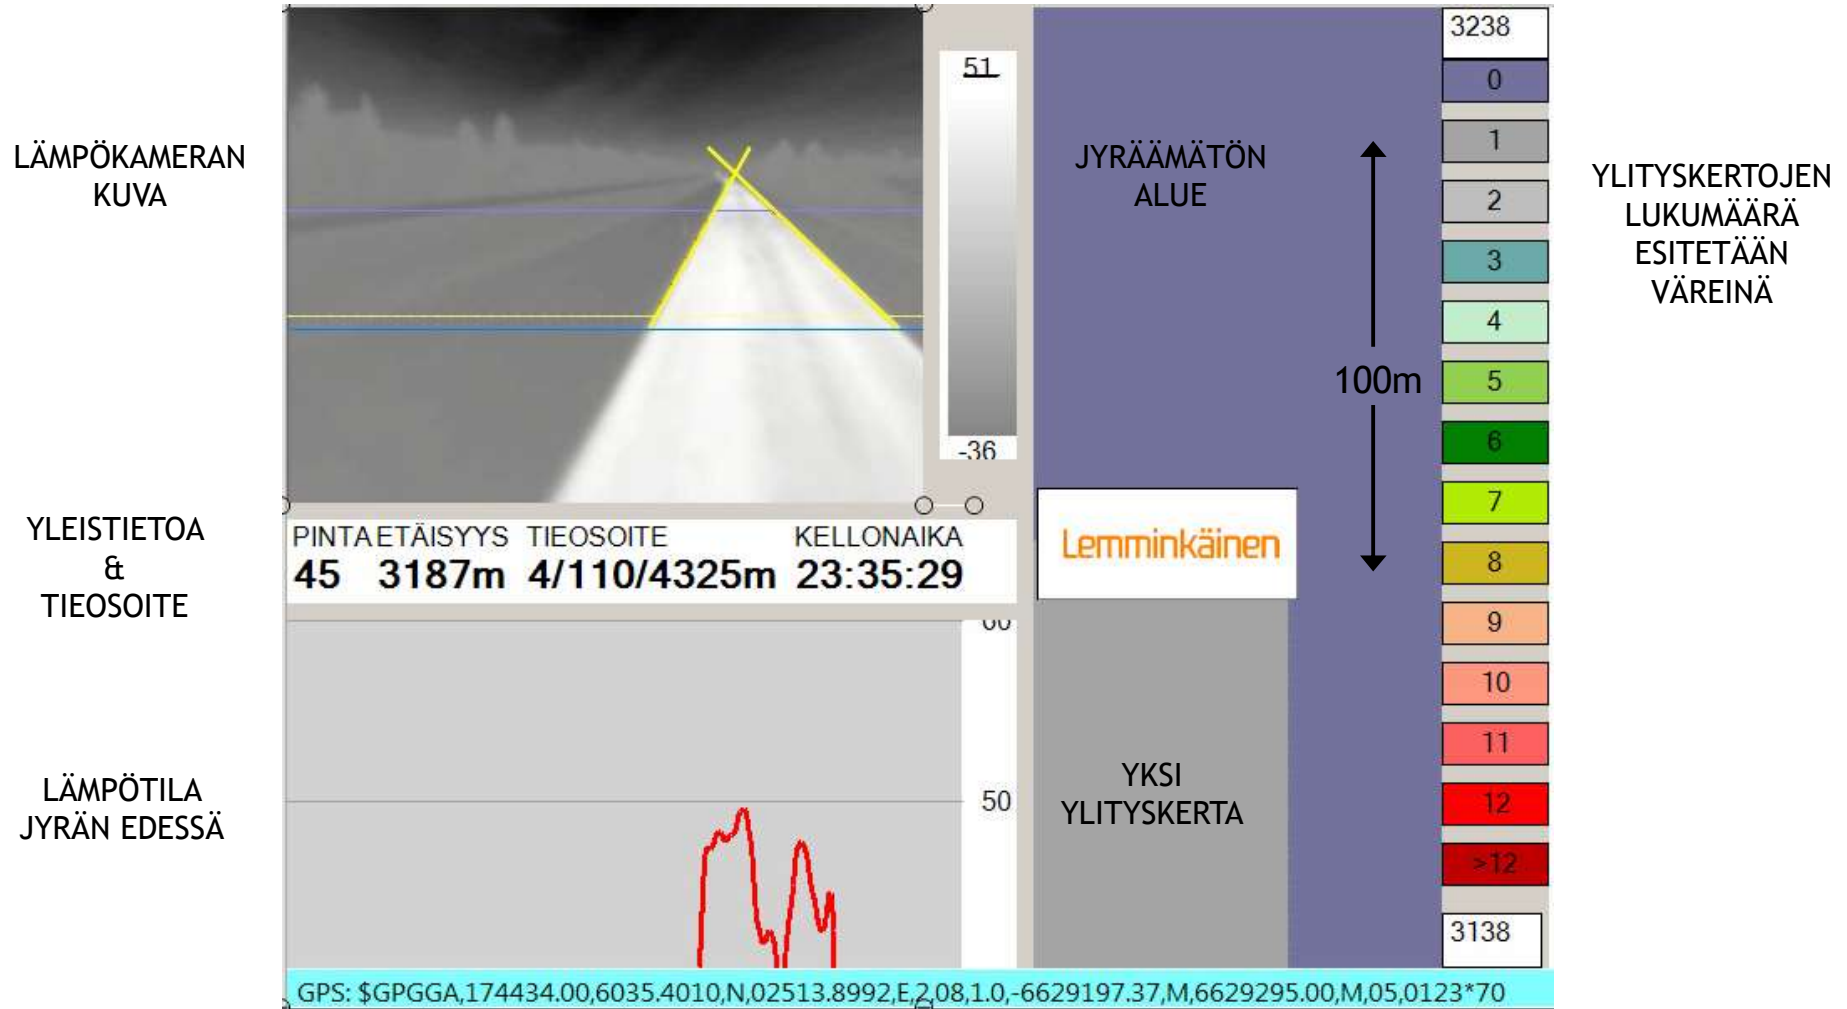 LÄMPÖKAMERAN
KUVA
YLEISTIETOA
&
TIEOSOITE
LÄMPÖTILA
JYRÄN EDESSÄ
51
-36
PINTA ETÄISYYS TIEOSOITE KELLONAIKA
45 3187m 4/110/4325m 23:35:29
60
50
JYRÄÄMÄTÖN
ALUE
100m
Lemminkäinen
YKSI
YLITYSKERTA
3238
0
1
2
3
4
5
6
7
8
9
10
11
12
>12
3138
YLITYSKERTOJEN
LUKUMÄÄRÄ
ESITETÄÄN
VÄREINÄ
GPS: $GPGGA,174434.00,6035.4010,N,02513.8992,E,2,08,1.0,-6629197.37,M,6629295.00,M,05,0123*70